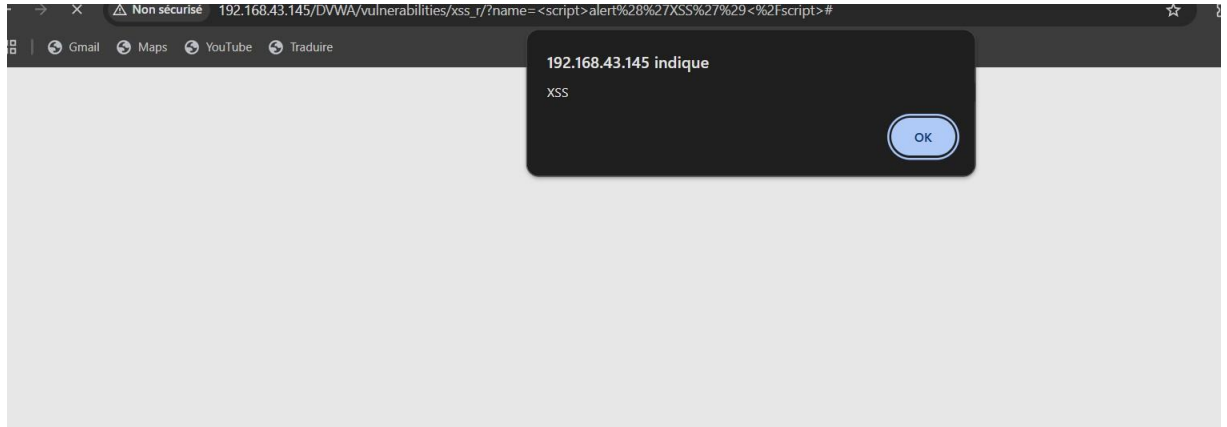 Non sécurisé 192.168.43.145/DVWA/vulnerabilities/xss_r/?name=<script>alert%28%27XSS%27%29<%2Fscript>#
Gmail Maps YouTube Traduire
192.168.43.145 indique
XSS
OK